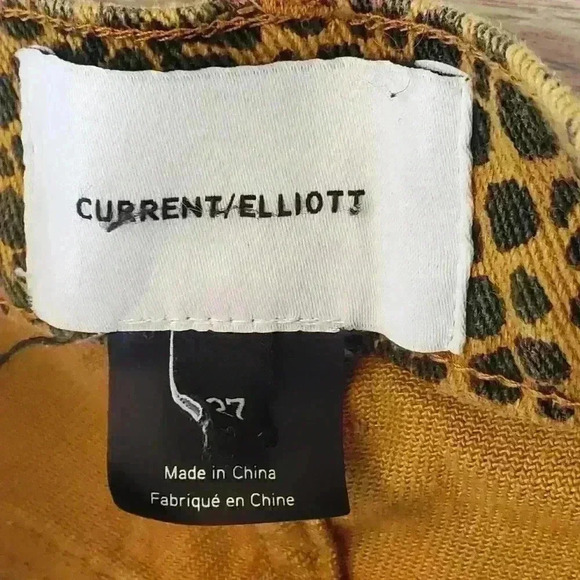 CURRENT/ELLIOTT
27
Made in China
Fabriqué en Chine